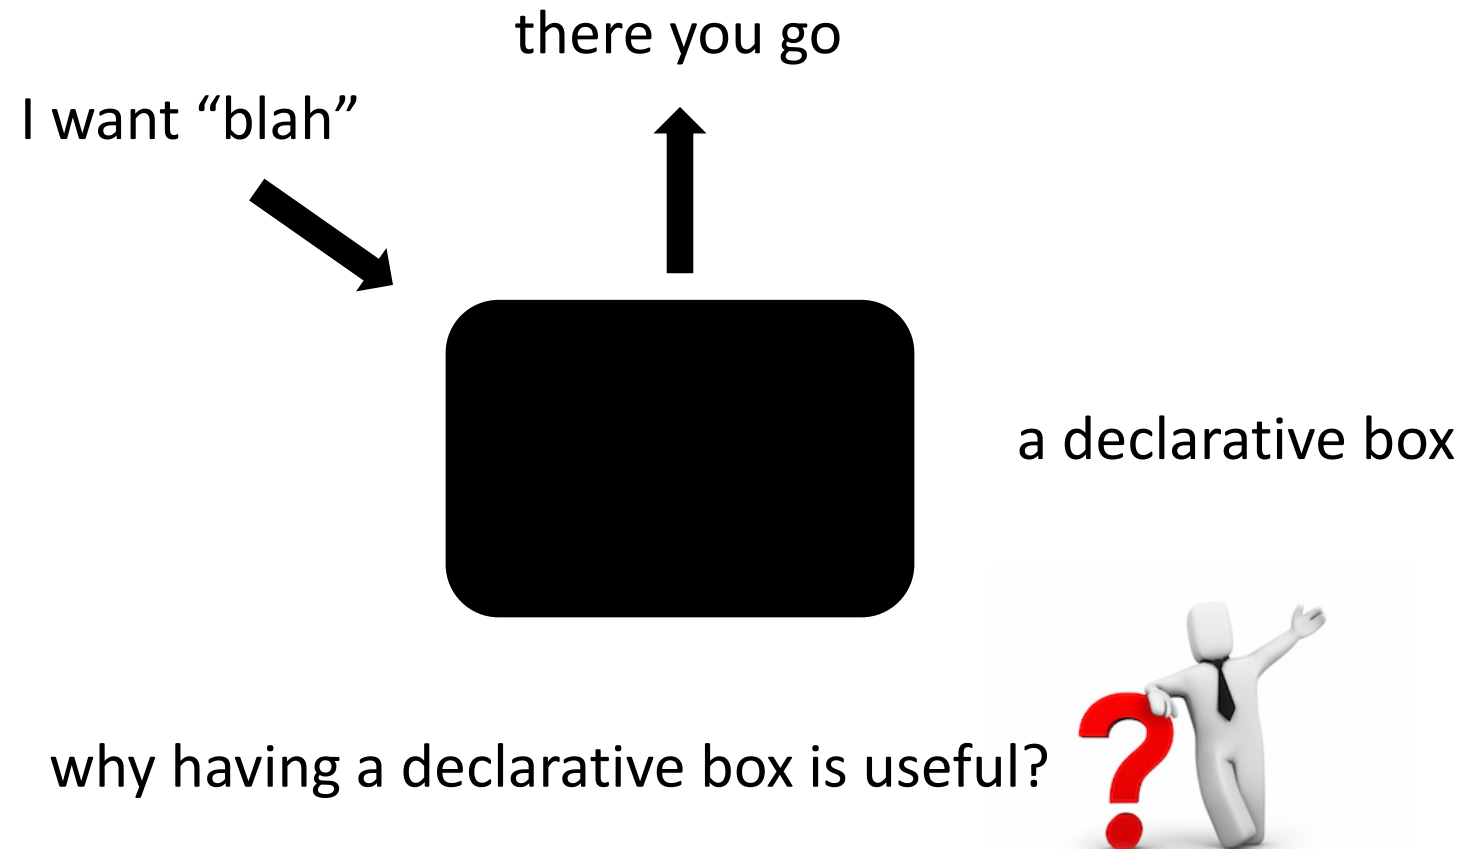 there you go
I want “blah”
a declarative box
why having a declarative box is useful?